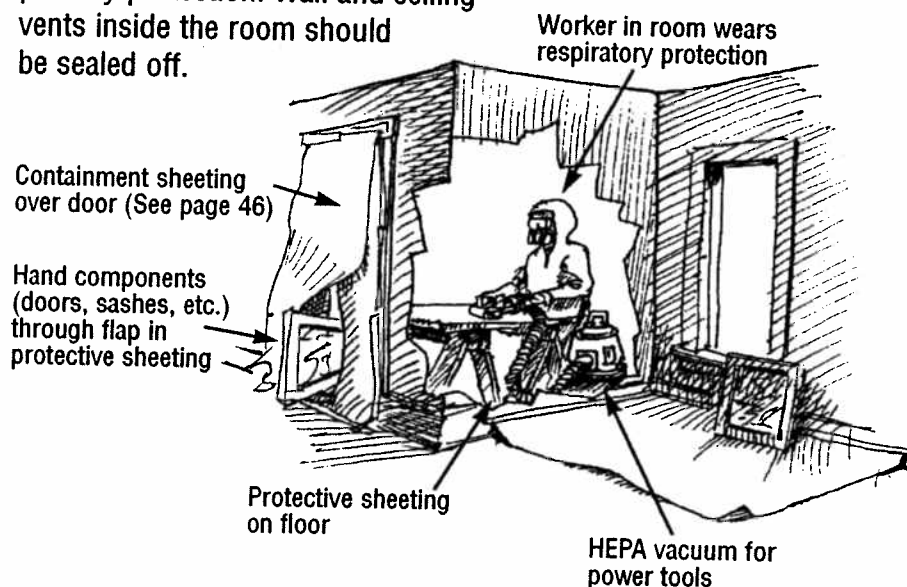 vents inside the room should
be sealed off.
Worker in room wears
respiratory protection
Containment sheeting
over door (See page 46)
Hand components
(doors, sashes, etc.)
through flap in
protective sheeting
Protective sheeting
on floor
HEPA vacuum for
power tools